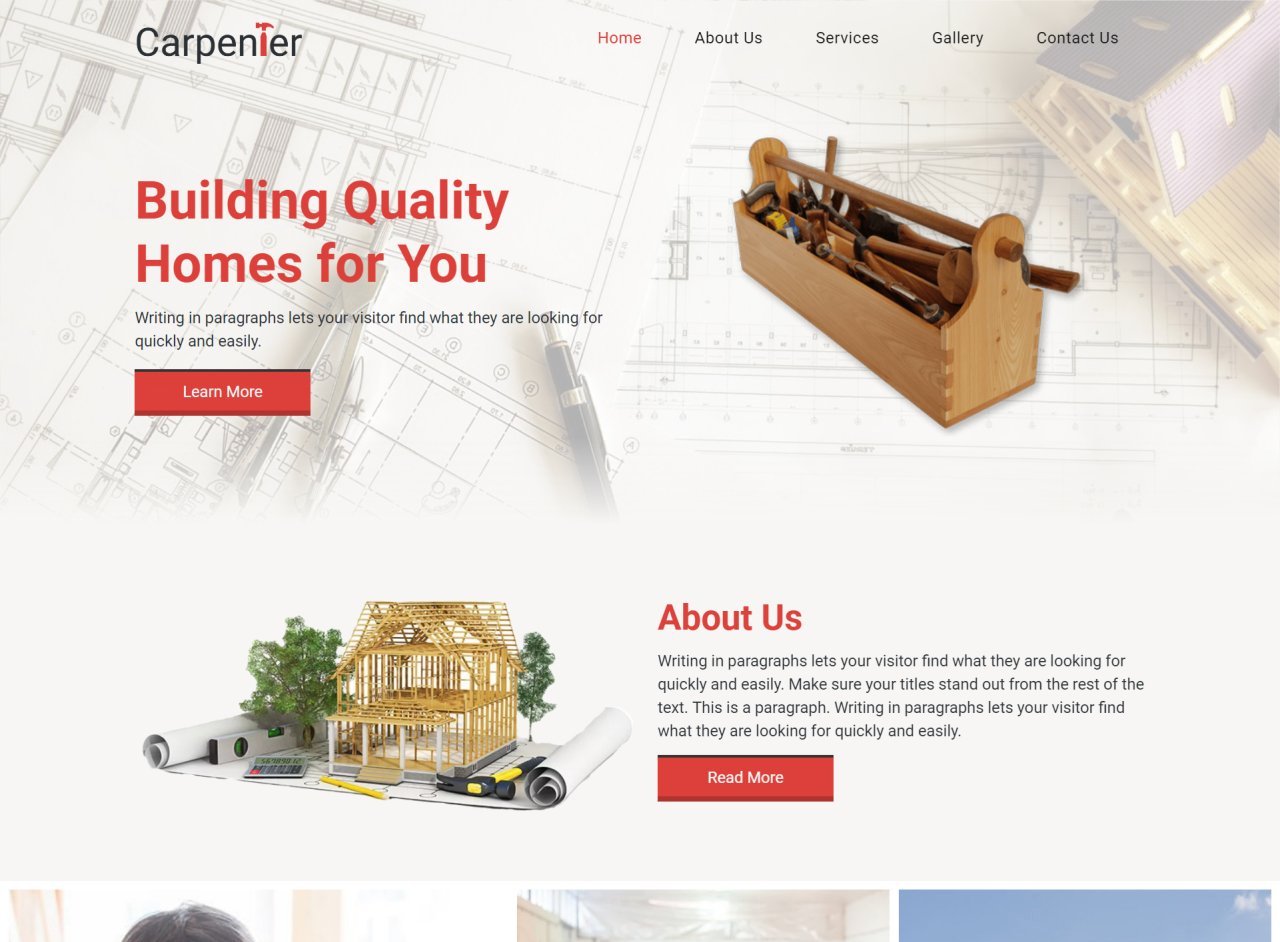 Carpenter
Home
About Us
Services
Gallery
Contact Us
Building Quality
Homes for You
Writing in paragraphs lets your visitor find what they are looking for
quickly and easily.
Learn More
About Us
Writing in paragraphs lets your visitor find what they are looking for
quickly and easily. Make sure your titles stand out from the rest of the
text. This is a paragraph. Writing in paragraphs lets your visitor find
what they are looking for quickly and easily.
Read More